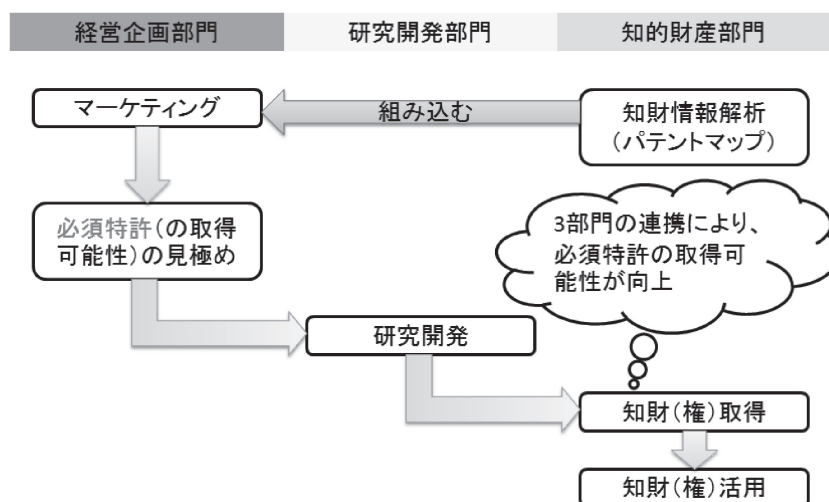 経営企画部門
研究開発部門
知的財産部門
マーケティング
組み込む
知財情報解析
(パテントマップ)
必須特許(の取得
可能性)の見極め
3部門の連携により、
必須特許の取得可
能性が向上
研究開発
知財(権)取得
知財(権)活用